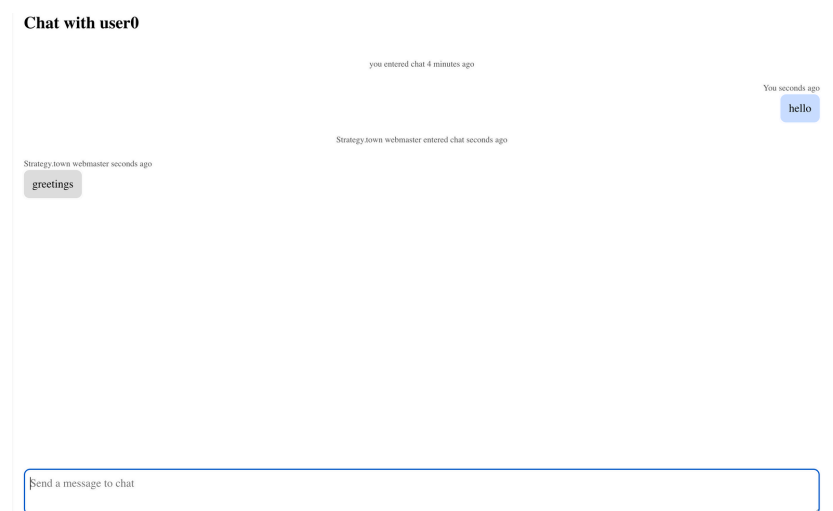 Chat with user0
you entered chat 4 minutes ago
You seconds ago
hello
Strategy.town webmaster entered chat seconds ago
Strategy.town webmaster seconds ago
greetings
Send a message to chat